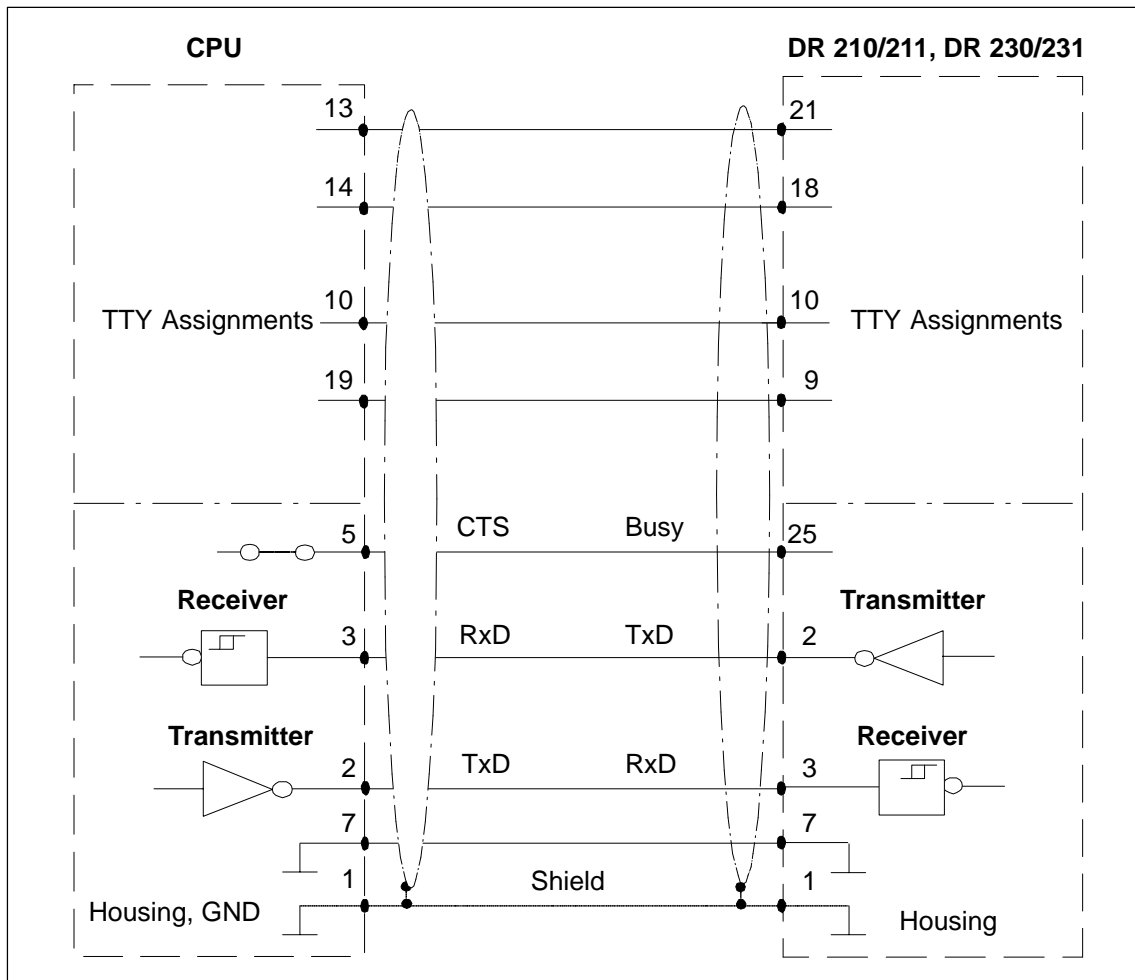 CPU DR 210/211, DR 230/231
13 21
14 18
10 10
TTY Assignments TTY Assignments
19 9
5 CTS Busy 25
Receiver Transmitter
3 RxD TxD 2
Transmitter Receiver
2 TxD RxD 3
7 7
1 Shield 1
Housing, GND Housing